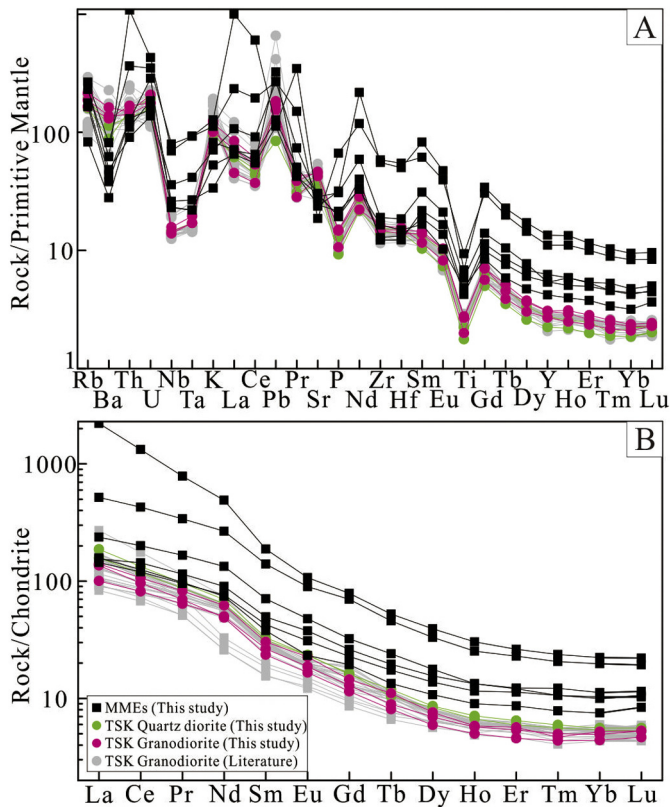 A
Rock/Primitive Mantle
100
10
1
Rb Th Nb K Ce Pr P Zr Sm Ti Tb Y Er Yb
Ba U Ta La Pb Sr Nd Hf Eu Gd Dy Ho Tm Lu
B
Rock/Chondrite
1000
100
10
MMEs (This study)
TSK Quartz diorite (This study)
TSK Granodiorite (This study)
TSK Granodiorite (Literature)
La Ce Pr Nd Sm Eu Gd Tb Dy Ho Er Tm Yb Lu